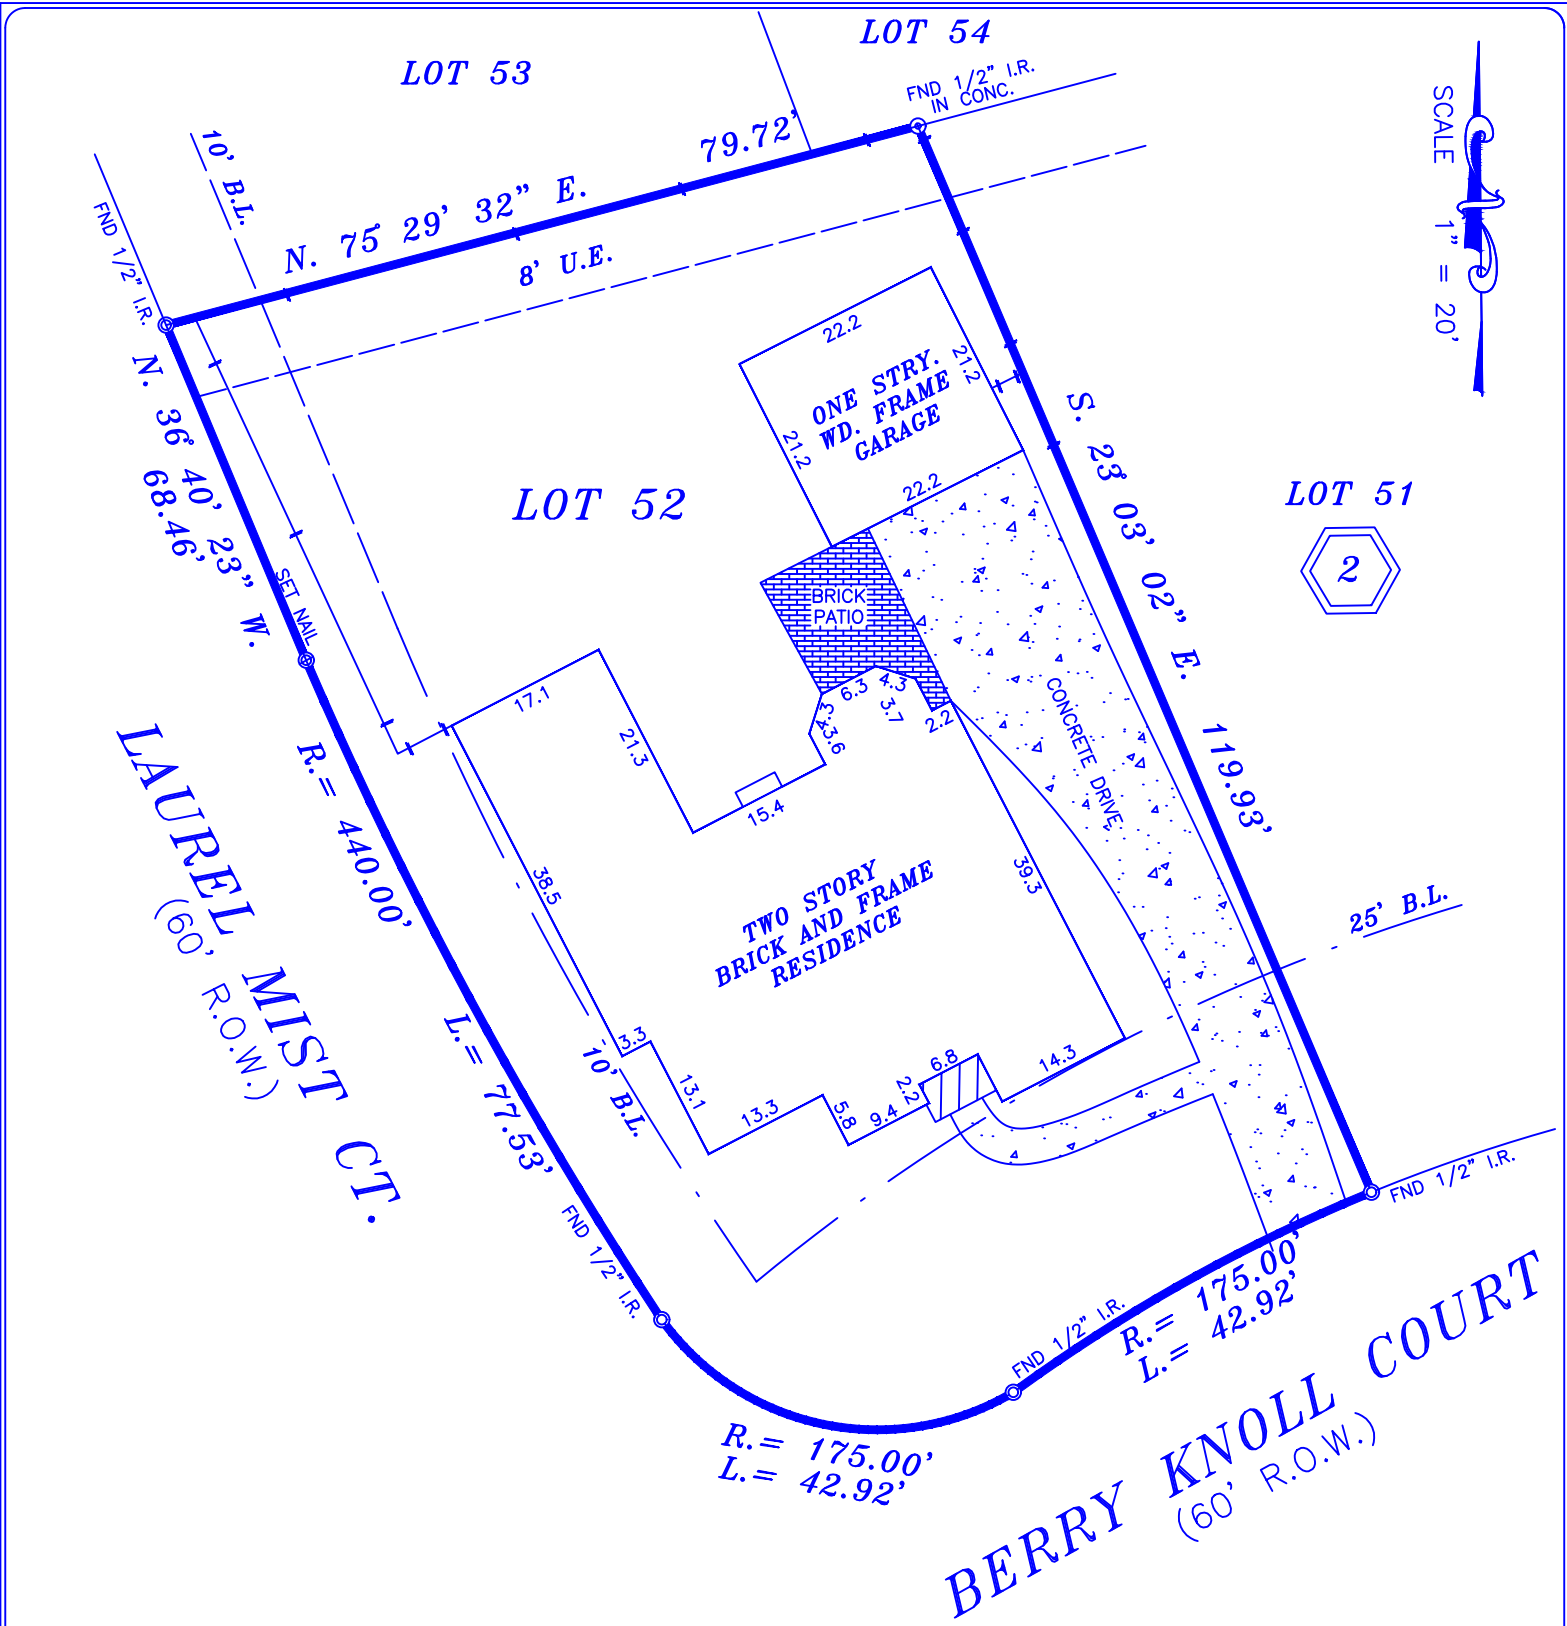 LOT 53
LOT 54
FND 1/2" I.R.
IN CONC.
SCALE 1" = 20'
79.72'
N. 75° 29' 32" E.
10' B.L.
8' U.E.
FND 1/2" I.R.
N. 36° 40' 23" W.
68.46'
SET NAIL
22.2
21.2
21.2
22.2
ONE STRY.
WD. FRAME
GARAGE
LOT 52
S. 23° 03' 02" E.
119.93'
LOT 51
2
BRICK
PATIO
CONCRETE DRIVE
17.1
21.3
15.4
3.6
4.3
6.3
4.3
3.7
2.2
39.3
38.5
TWO STORY
BRICK AND FRAME
RESIDENCE
3.3
13.1
13.3
5.8
9.4
2.2
6.8
14.3
25' B.L.
10' B.L.
R.= 440.00'
L.= 77.53'
LAUREL MIST CT.
(60' R.O.W.)
FND 1/2" I.R.
FND 1/2" I.R.
FND 1/2" I.R.
R.= 175.00'
L.= 42.92'
R.= 175.00'
L.= 42.92'
BERRY KNOLL COURT
(60' R.O.W.)